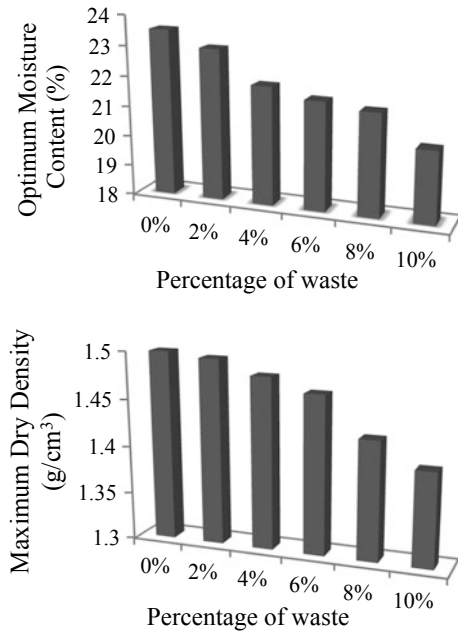 Optimum Moisture
Content (%)
24
23
22
21
20
19
18
0% 2% 4% 6% 8% 10%
Percentage of waste
Maximum Dry Density
(g/cm³)
1.5
1.45
1.4
1.35
1.3
0% 2% 4% 6% 8% 10%
Percentage of waste